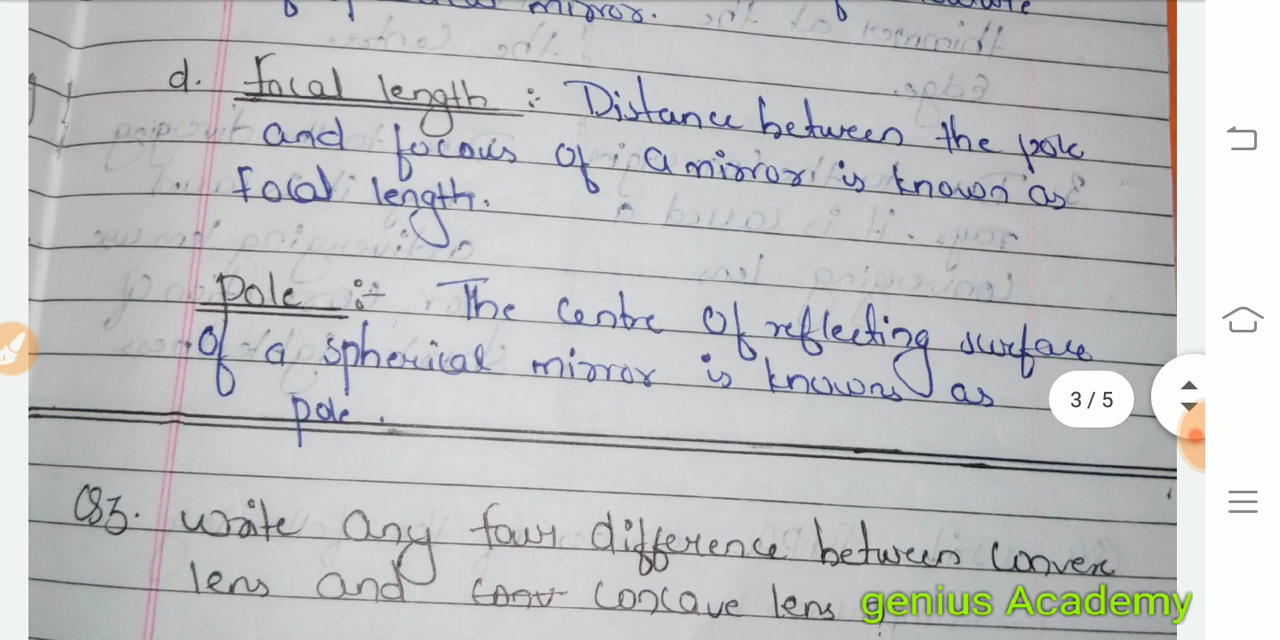 mirror.
d. focal length : Distance between the pole
and focous of a mirror is known as
Focal length.
Pole :- The centre of reflecting surface
of a spherical mirror is known as
pole.
3 / 5
Q3. write any four difference between convex
lens and conv concave lens
genius Academy